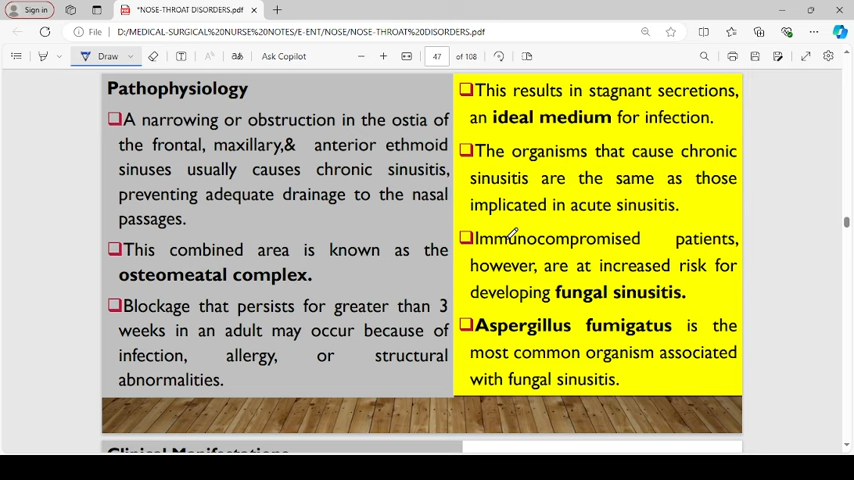 Sign in
*NOSE-THROAT DISORDERS.pdf
File
D:/MEDICAL-SURGICAL%20NURSE%20NOTES/E-ENT/NOSE/NOSE-THROAT%20DISORDERS.pdf
Draw
Ask Copilot
47 of 108
Pathophysiology
A narrowing or obstruction in the ostia of
the frontal, maxillary,& anterior ethmoid
sinuses usually causes chronic sinusitis,
preventing adequate drainage to the nasal
passages.
This combined area is known as the
osteomeatal complex.
Blockage that persists for greater than 3
weeks in an adult may occur because of
infection, allergy, or structural
abnormalities.
This results in stagnant secretions,
an ideal medium for infection.
The organisms that cause chronic
sinusitis are the same as those
implicated in acute sinusitis.
Immunocompromised patients,
however, are at increased risk for
developing fungal sinusitis.
Aspergillus fumigatus is the
most common organism associated
with fungal sinusitis.
Clinical Manifestations